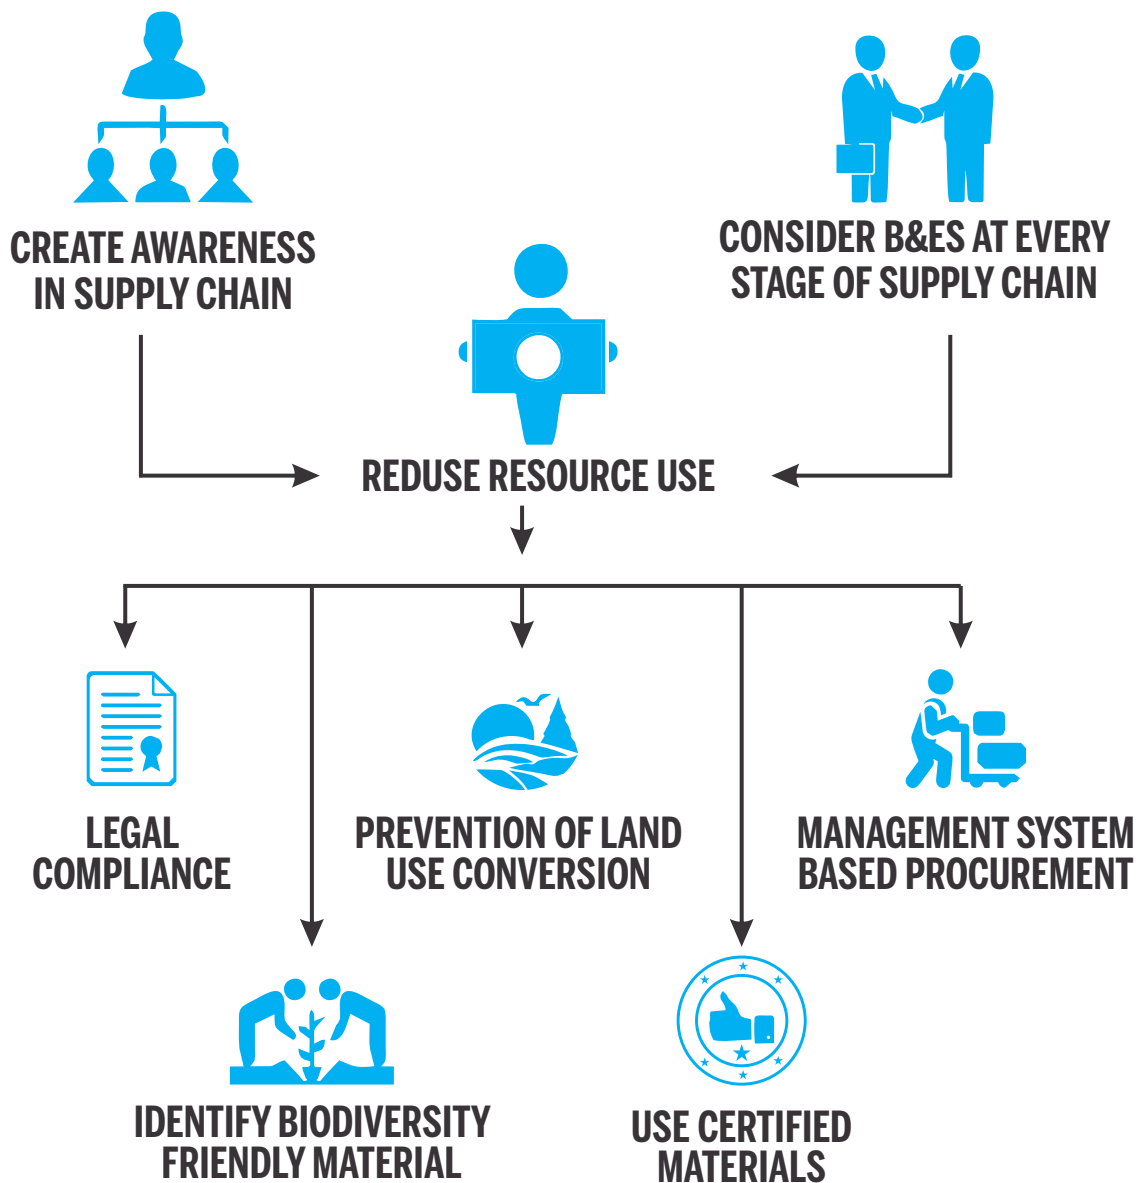 CREATE AWARENESS
IN SUPPLY CHAIN
CONSIDER B&ES AT EVERY
STAGE OF SUPPLY CHAIN
REDUSE RESOURCE USE
LEGAL
COMPLIANCE
PREVENTION OF LAND
USE CONVERSION
MANAGEMENT SYSTEM
BASED PROCUREMENT
IDENTIFY BIODIVERSITY
FRIENDLY MATERIAL
USE CERTIFIED
MATERIALS